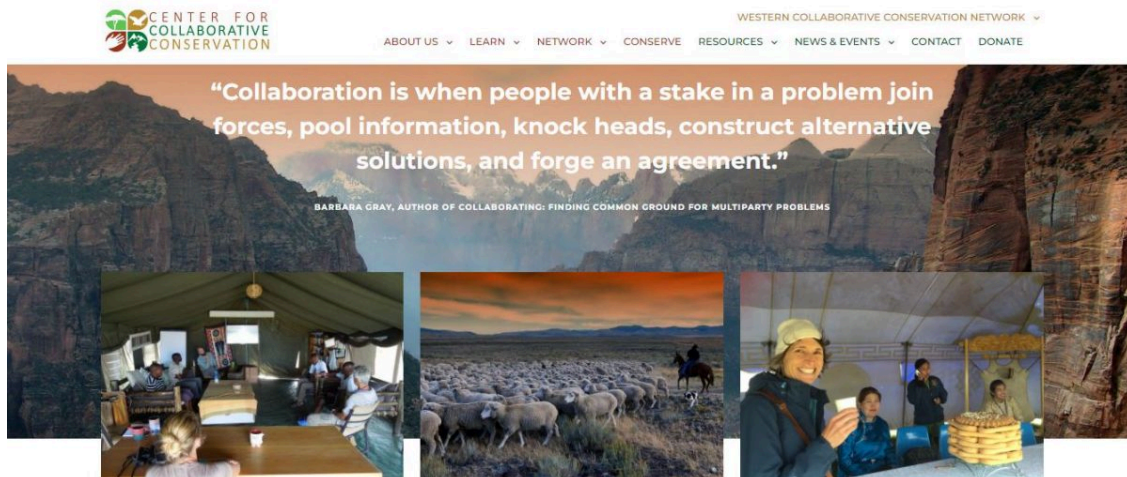 CENTER FOR
COLLABORATIVE
CONSERVATION
WESTERN COLLABORATIVE CONSERVATION NETWORK
ABOUT US LEARN NETWORK CONSERVE RESOURCES NEWS & EVENTS CONTACT DONATE
“Collaboration is when people with a stake in a problem join
forces, pool information, knock heads, construct alternative
solutions, and forge an agreement.”
BARBARA GRAY, AUTHOR OF COLLABORATING: FINDING COMMON GROUND FOR MULTIPARTY PROBLEMS